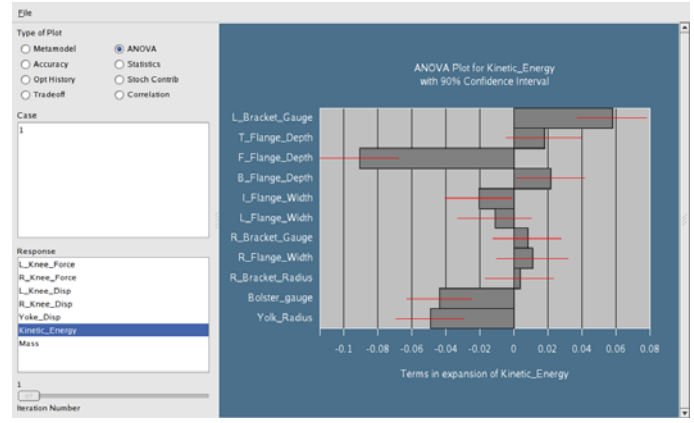 File
Type of Plot
Metamodel
ANOVA
Accuracy
Statistics
Opt History
Stoch Contrib
Tradeoff
Correlation
Case
1
Response
L_Knee_Force
R_Knee_Force
L_Knee_Disp
R_Knee_Disp
Yoke_Disp
Kinetic_Energy
Mass
1
Iteration Number
ANOVA Plot for Kinetic_Energy
with 90% Confidence Interval
L_Bracket_Gauge
T_Flange_Depth
F_Flange_Depth
B_Flange_Depth
I_Flange_Width
L_Flange_Width
R_Bracket_Gauge
R_Flange_Width
R_Bracket_Radius
Bolster_gauge
Yolk_Radius
-0.1 -0.08 -0.06 -0.04 -0.02 0 0.02 0.04 0.06 0.08
Terms in expansion of Kinetic_Energy